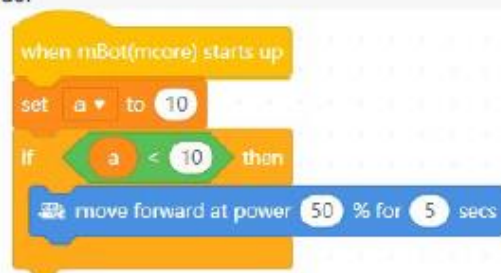 when mBot(mcore) starts up
set a ▾ to 10
if a < 10 then
move forward at power 50 % for 5 secs